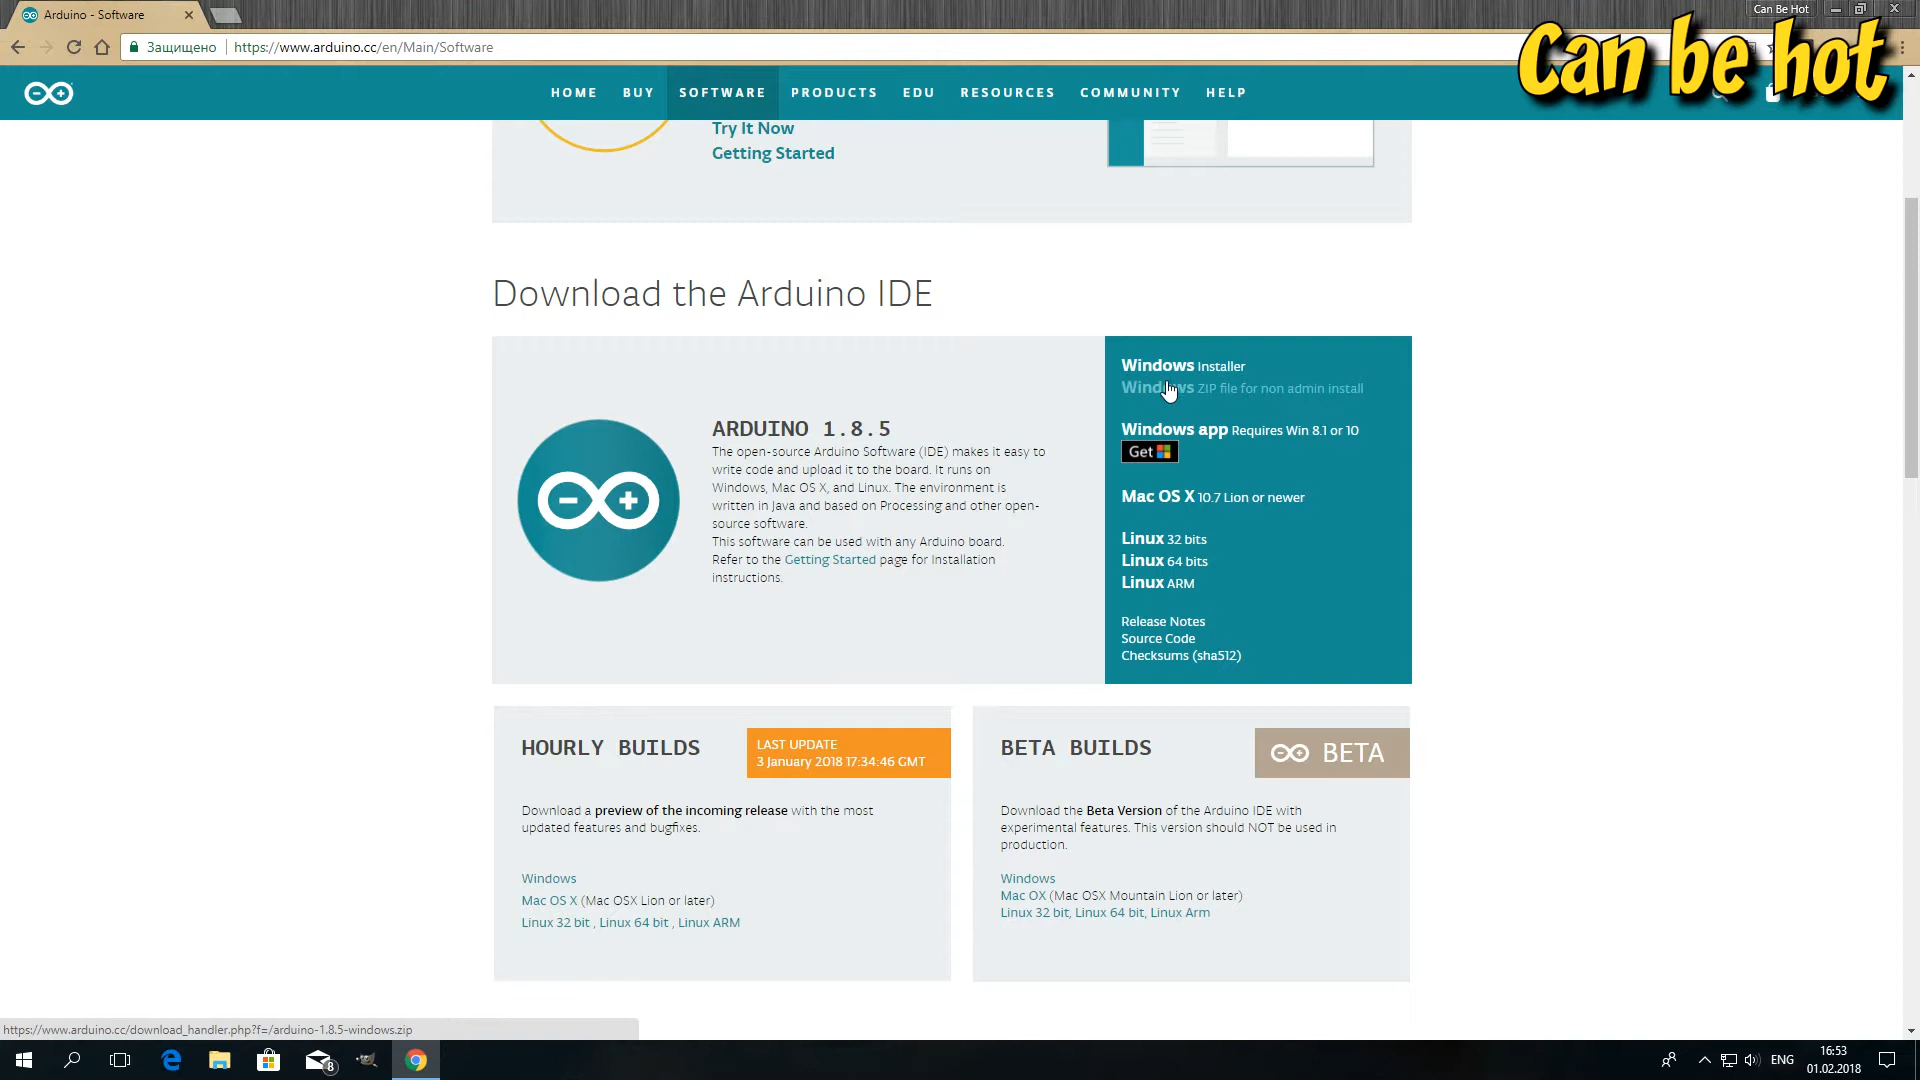 Arduino - Software
Can Be Hot
Защищено
https://www.arduino.cc/en/Main/Software
Can be hot
HOME BUY SOFTWARE PRODUCTS EDU RESOURCES COMMUNITY HELP
Try It Now
Getting Started
Download the Arduino IDE
ARDUINO 1.8.5
The open-source Arduino Software (IDE) makes it easy to
write code and upload it to the board. It runs on
Windows, Mac OS X, and Linux. The environment is
written in Java and based on Processing and other open-
source software.
This software can be used with any Arduino board.
Refer to the Getting Started page for Installation
instructions.
Windows Installer
Windows ZIP file for non admin install
Windows app Requires Win 8.1 or 10
Get
Mac OS X 10.7 Lion or newer
Linux 32 bits
Linux 64 bits
Linux ARM
Release Notes
Source Code
Checksums (sha512)
HOURLY BUILDS
LAST UPDATE
3 January 2018 17:34:46 GMT
Download a preview of the incoming release with the most
updated features and bugfixes.
Windows
Mac OS X (Mac OSX Lion or later)
Linux 32 bit , Linux 64 bit , Linux ARM
BETA BUILDS
BETA
Download the Beta Version of the Arduino IDE with
experimental features. This version should NOT be used in
production.
Windows
Mac OX (Mac OSX Mountain Lion or later)
Linux 32 bit, Linux 64 bit, Linux Arm
https://www.arduino.cc/download_handler.php?f=/arduino-1.8.5-windows.zip
8
ENG
16:53
01.02.2018